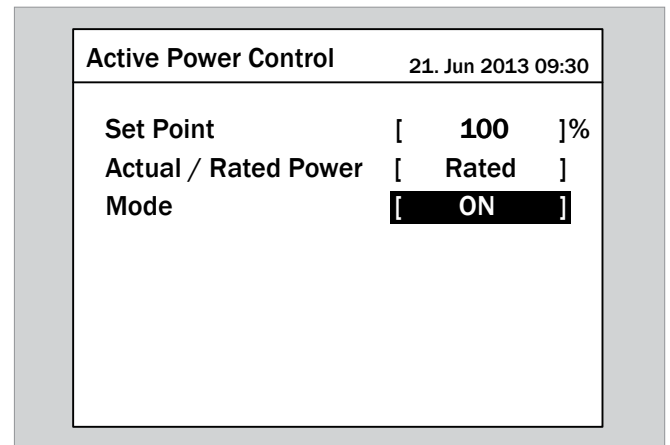 Active Power Control 21. Jun 2013 09:30
Set Point [ 100 ]%
Actual / Rated Power [ Rated ]
Mode [ ON ]